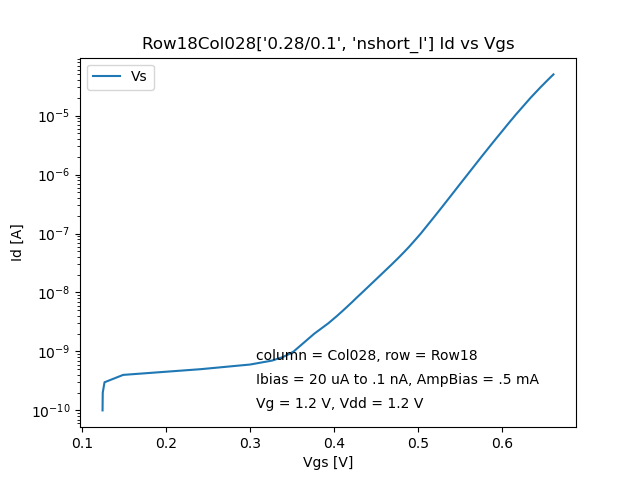 Row18Col028['0.28/0.1', 'nshort_l'] Id vs Vgs
Vs
10⁻⁵
10⁻⁶
10⁻⁷
10⁻⁸
10⁻⁹
10⁻¹⁰
Id [A]
column = Col028, row = Row18
Ibias = 20 uA to .1 nA, AmpBias = .5 mA
Vg = 1.2 V, Vdd = 1.2 V
0.1 0.2 0.3 0.4 0.5 0.6
Vgs [V]